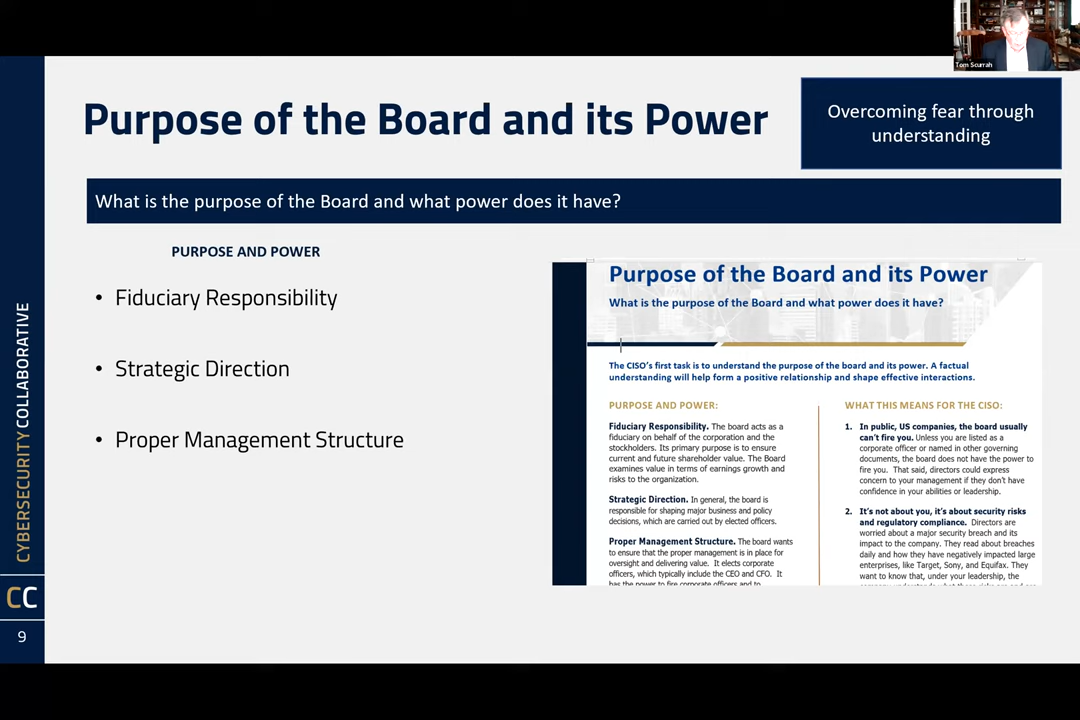 Tom Scurrah
Purpose of the Board and its Power
Overcoming fear through
understanding
What is the purpose of the Board and what power does it have?
PURPOSE AND POWER
• Fiduciary Responsibility
• Strategic Direction
• Proper Management Structure
Purpose of the Board and its Power
What is the purpose of the Board and what power does it have?
The CISO's first task is to understand the purpose of the board and its power. A factual
understanding will help form a positive relationship and shape effective interactions.
PURPOSE AND POWER:
Fiduciary Responsibility. The board acts as a
fiduciary on behalf of the corporation and the
stockholders. Its primary purpose is to ensure
current and future shareholder value. The Board
examines value in terms of earnings growth and
risks to the organization.
Strategic Direction. In general, the board is
responsible for shaping major business and policy
decisions, which are carried out by elected officers.
Proper Management Structure. The board wants
to ensure that the proper management is in place for
oversight and delivering value. It elects corporate
officers, which typically include the CEO and CFO. It
has the power to fire corporate officers and to
WHAT THIS MEANS FOR THE CISO:
1. In public, US companies, the board usually
can't fire you. Unless you are listed as a
corporate officer or named in other governing
documents, the board does not have the power to
fire you. That said, directors could express
concern to your management if they don't have
confidence in your abilities or leadership.
2. It's not about you, it's about security risks
and regulatory compliance. Directors are
worried about a major security breach and its
impact to the company. They read about breaches
daily and how they have negatively impacted large
enterprises, like Target, Sony, and Equifax. They
want to know that, under your leadership, the
CYBERSECURITY COLLABORATIVE
CC
9